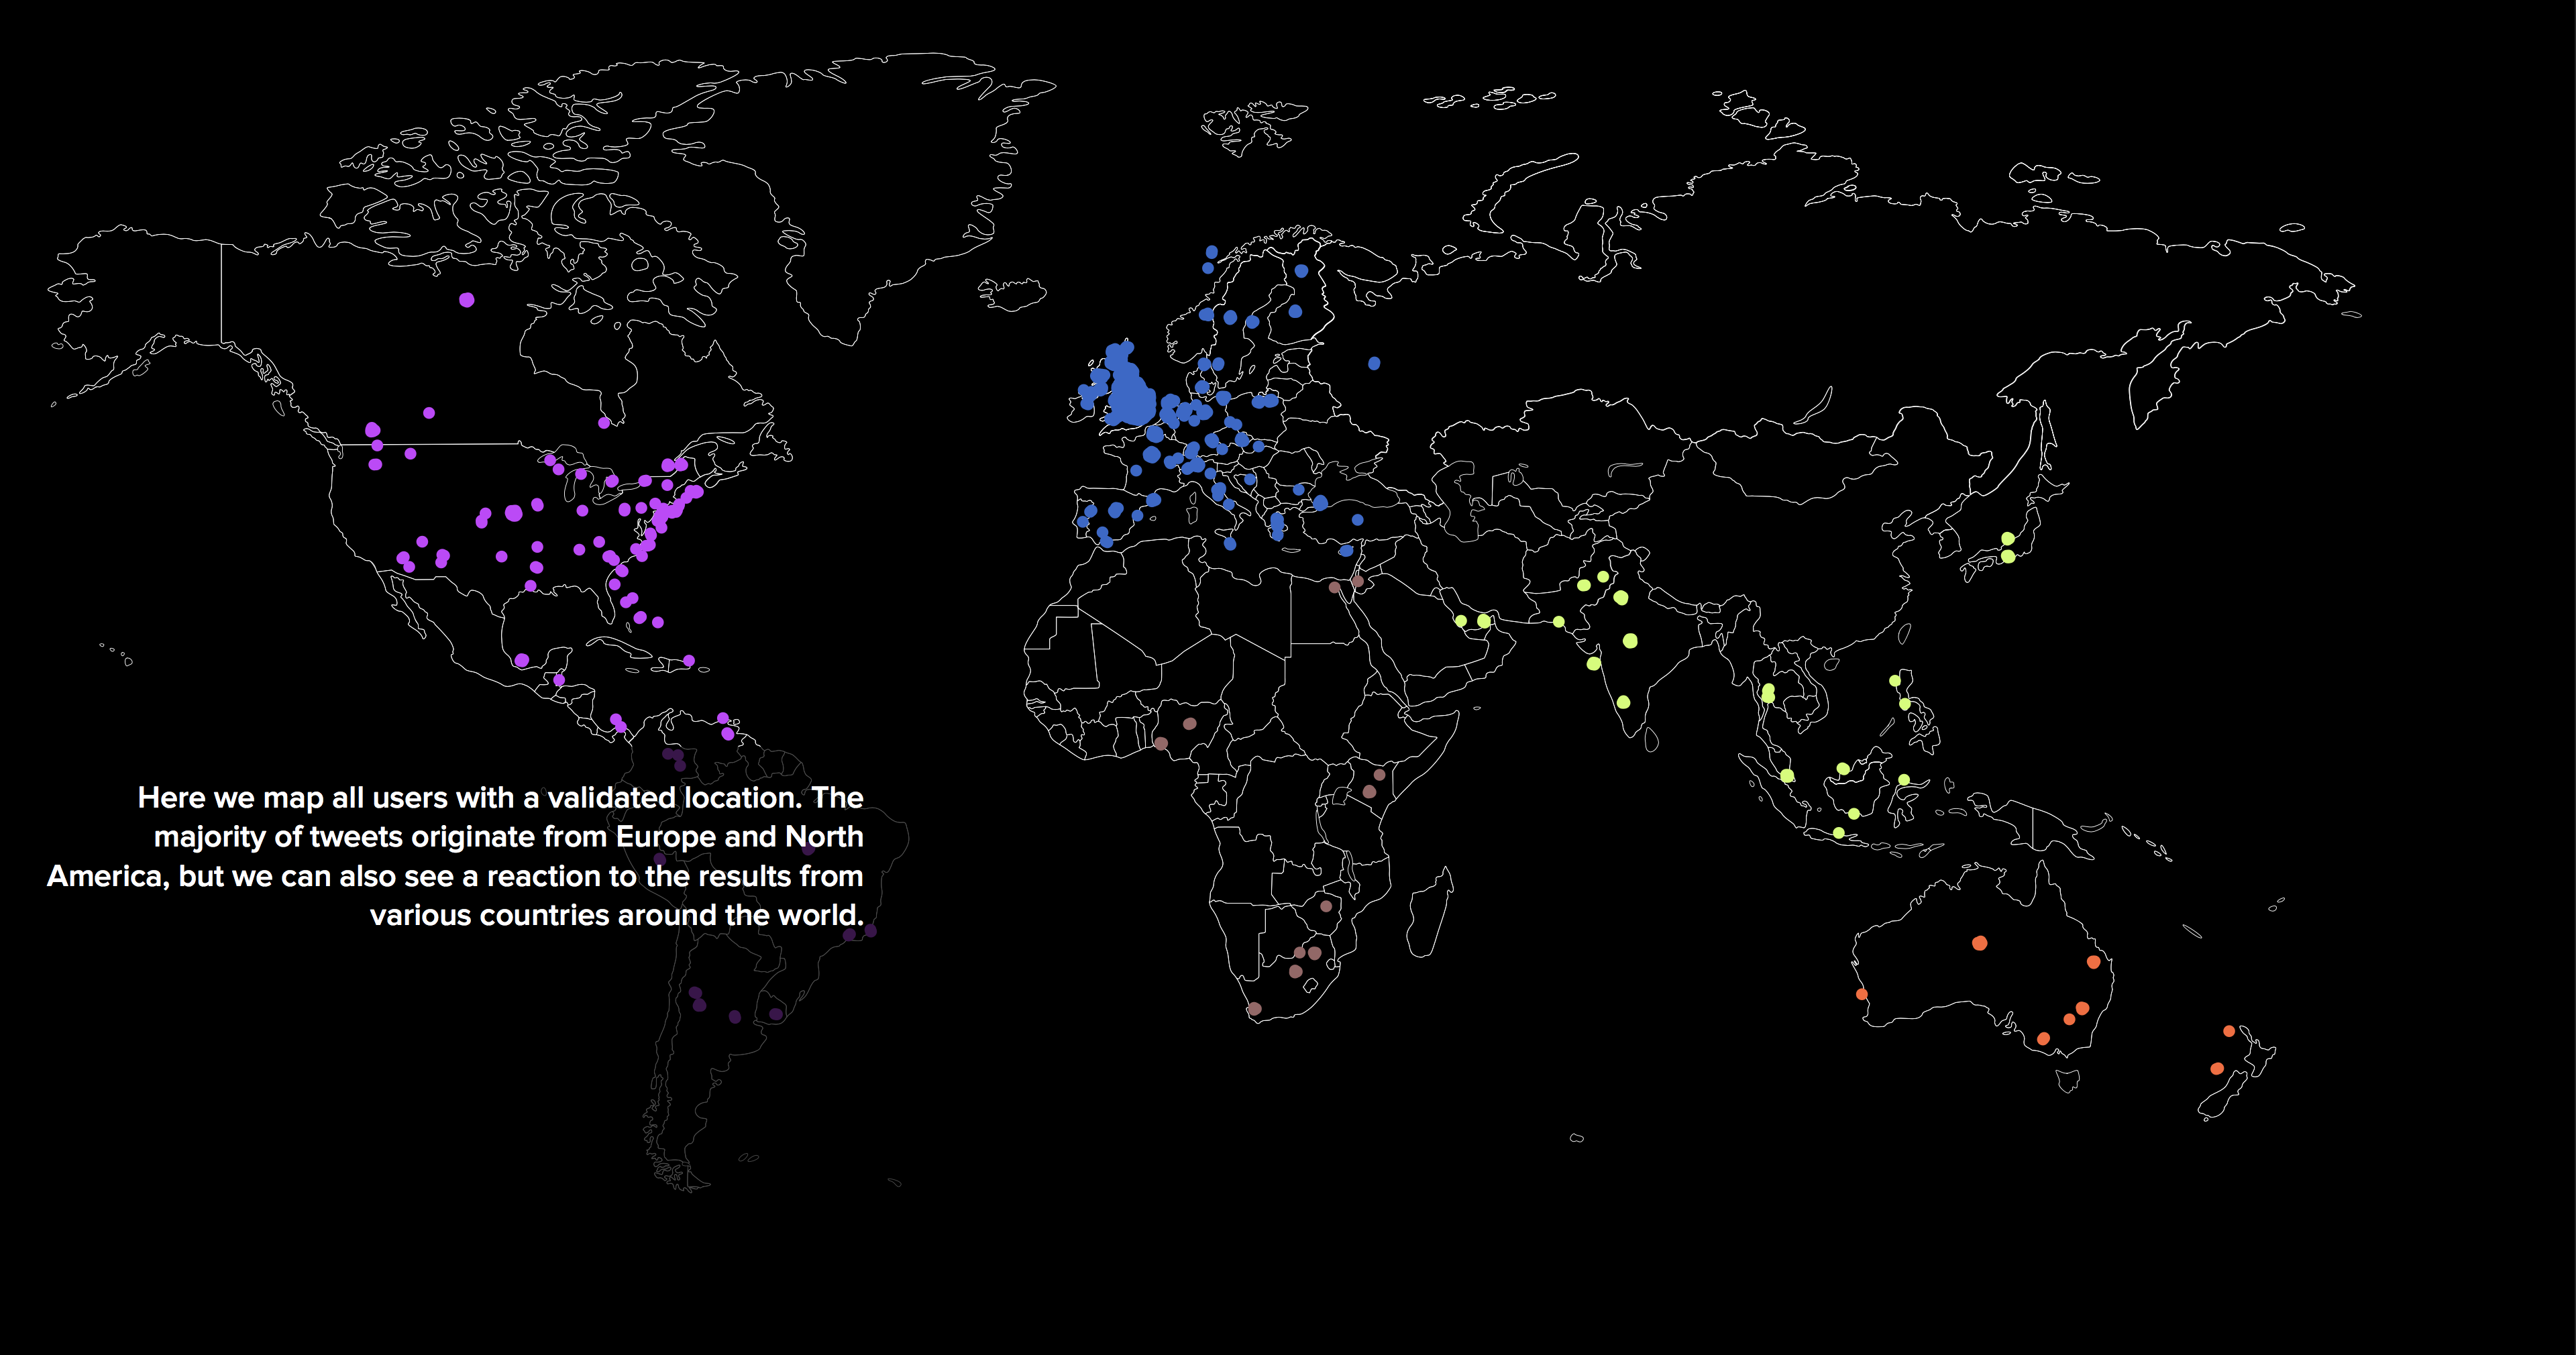 Here we map all users with a validated location. The
majority of tweets originate from Europe and North
America, but we can also see a reaction to the results from
various countries around the world.